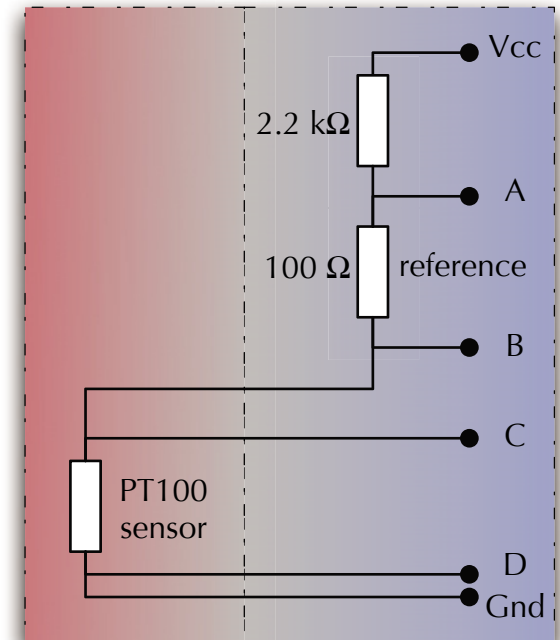 Vcc
2.2 kΩ
A
100 Ω
reference
B
C
PT100
sensor
D
Gnd